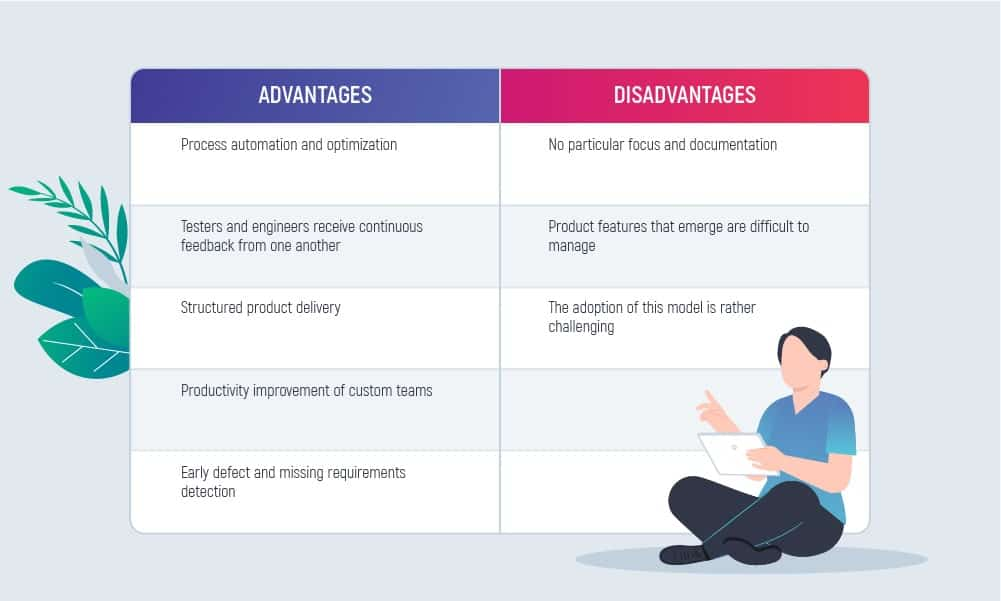 ADVANTAGES
DISADVANTAGES
Process automation and optimization
No particular focus and documentation
Testers and engineers receive continuous
feedback from one another
Product features that emerge are difficult to
manage
Structured product delivery
The adoption of this model is rather
challenging
Productivity improvement of custom teams
Early defect and missing requirements
detection